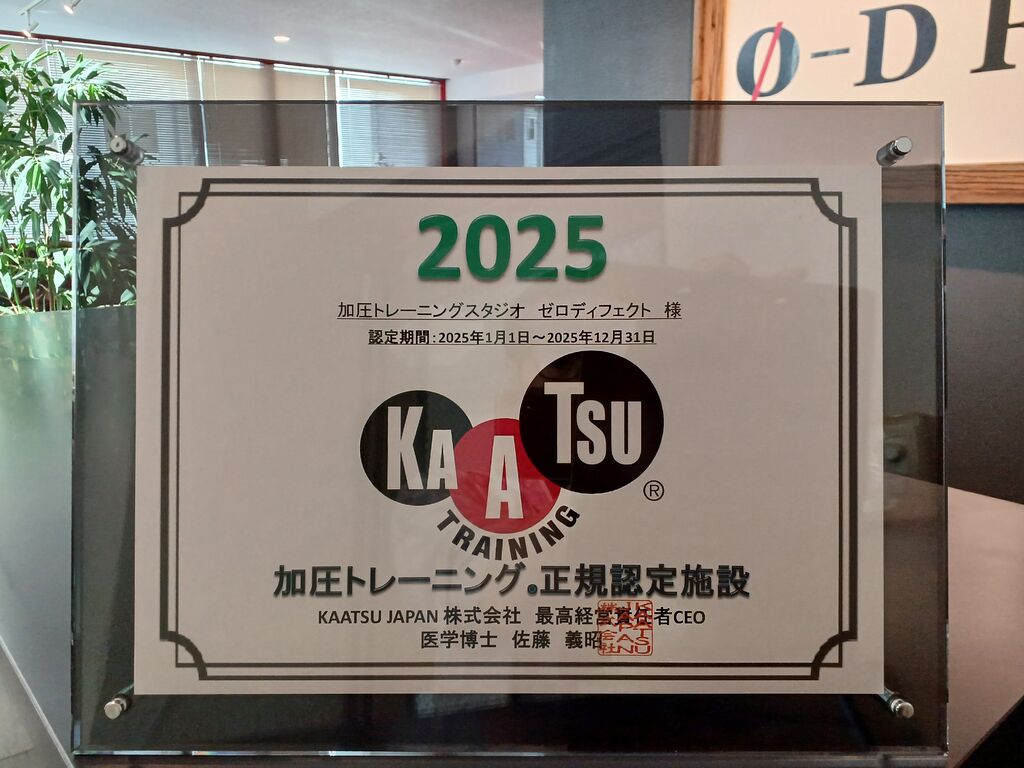 Ø-D
2025
加圧トレーニングスタジオ　ゼロディフェクト　様
認定期間：2025年1月1日～2025年12月31日
KAATSU
®
TRAINING
加圧トレーニング®正規認定施設
KAATSU JAPAN 株式会社　最高経営責任者CEO
医学博士　佐藤　義昭